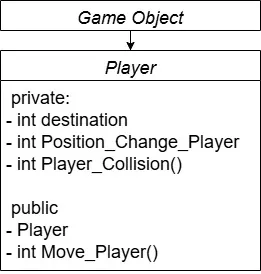 Game Object
Player
private:
- int destination
- int Position_Change_Player
- int Player_Collision()
public
- Player
- int Move_Player()